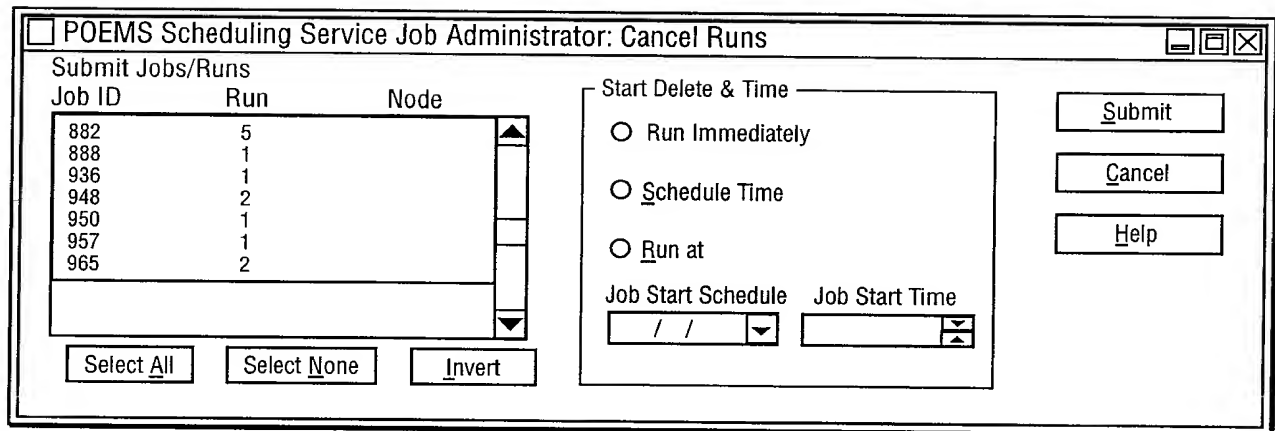 POEMS Scheduling Service Job Administrator: Cancel Runs
Submit Jobs/Runs
Job ID Run Node
882 5
888 1
936 1
948 2
950 1
957 1
965 2
Select All Select None Invert
Start Delete & Time
Run Immediately
Schedule Time
Run at
Job Start Schedule Job Start Time
/ /
Submit
Cancel
Help